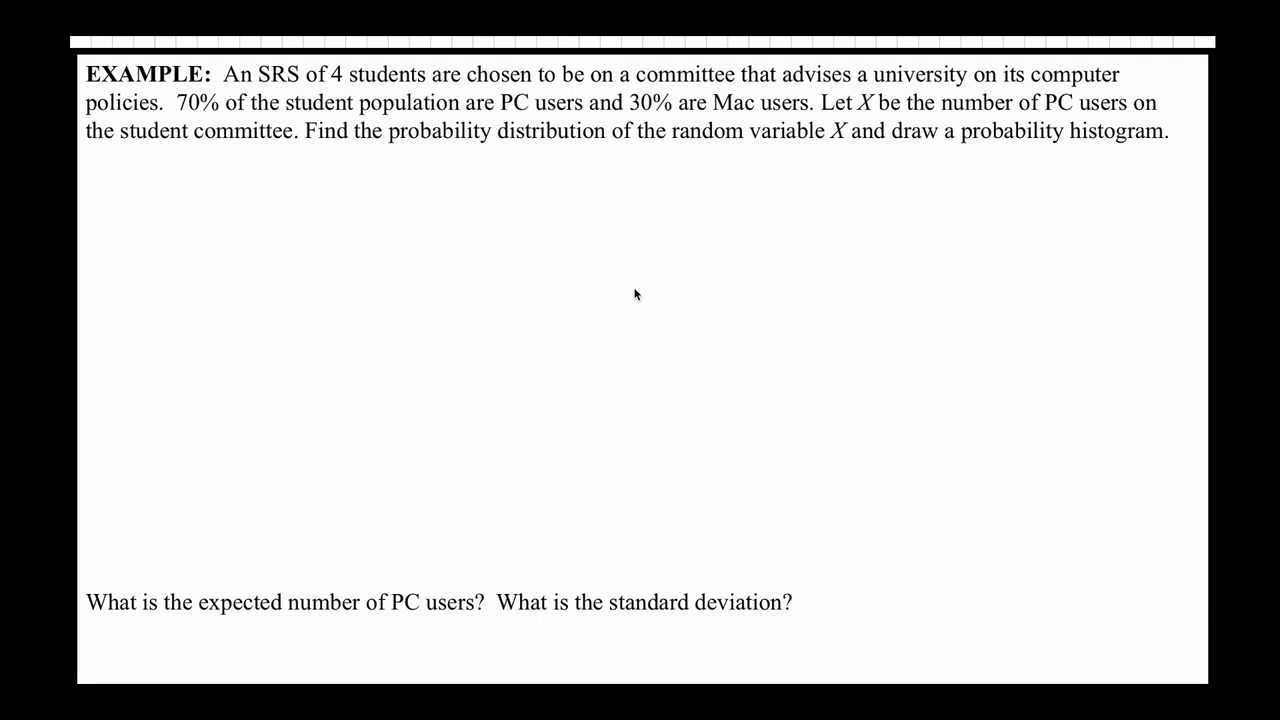 EXAMPLE: An SRS of 4 students are chosen to be on a committee that advises a university on its computer
policies. 70% of the student population are PC users and 30% are Mac users. Let X be the number of PC users on
the student committee. Find the probability distribution of the random variable X and draw a probability histogram.
What is the expected number of PC users? What is the standard deviation?